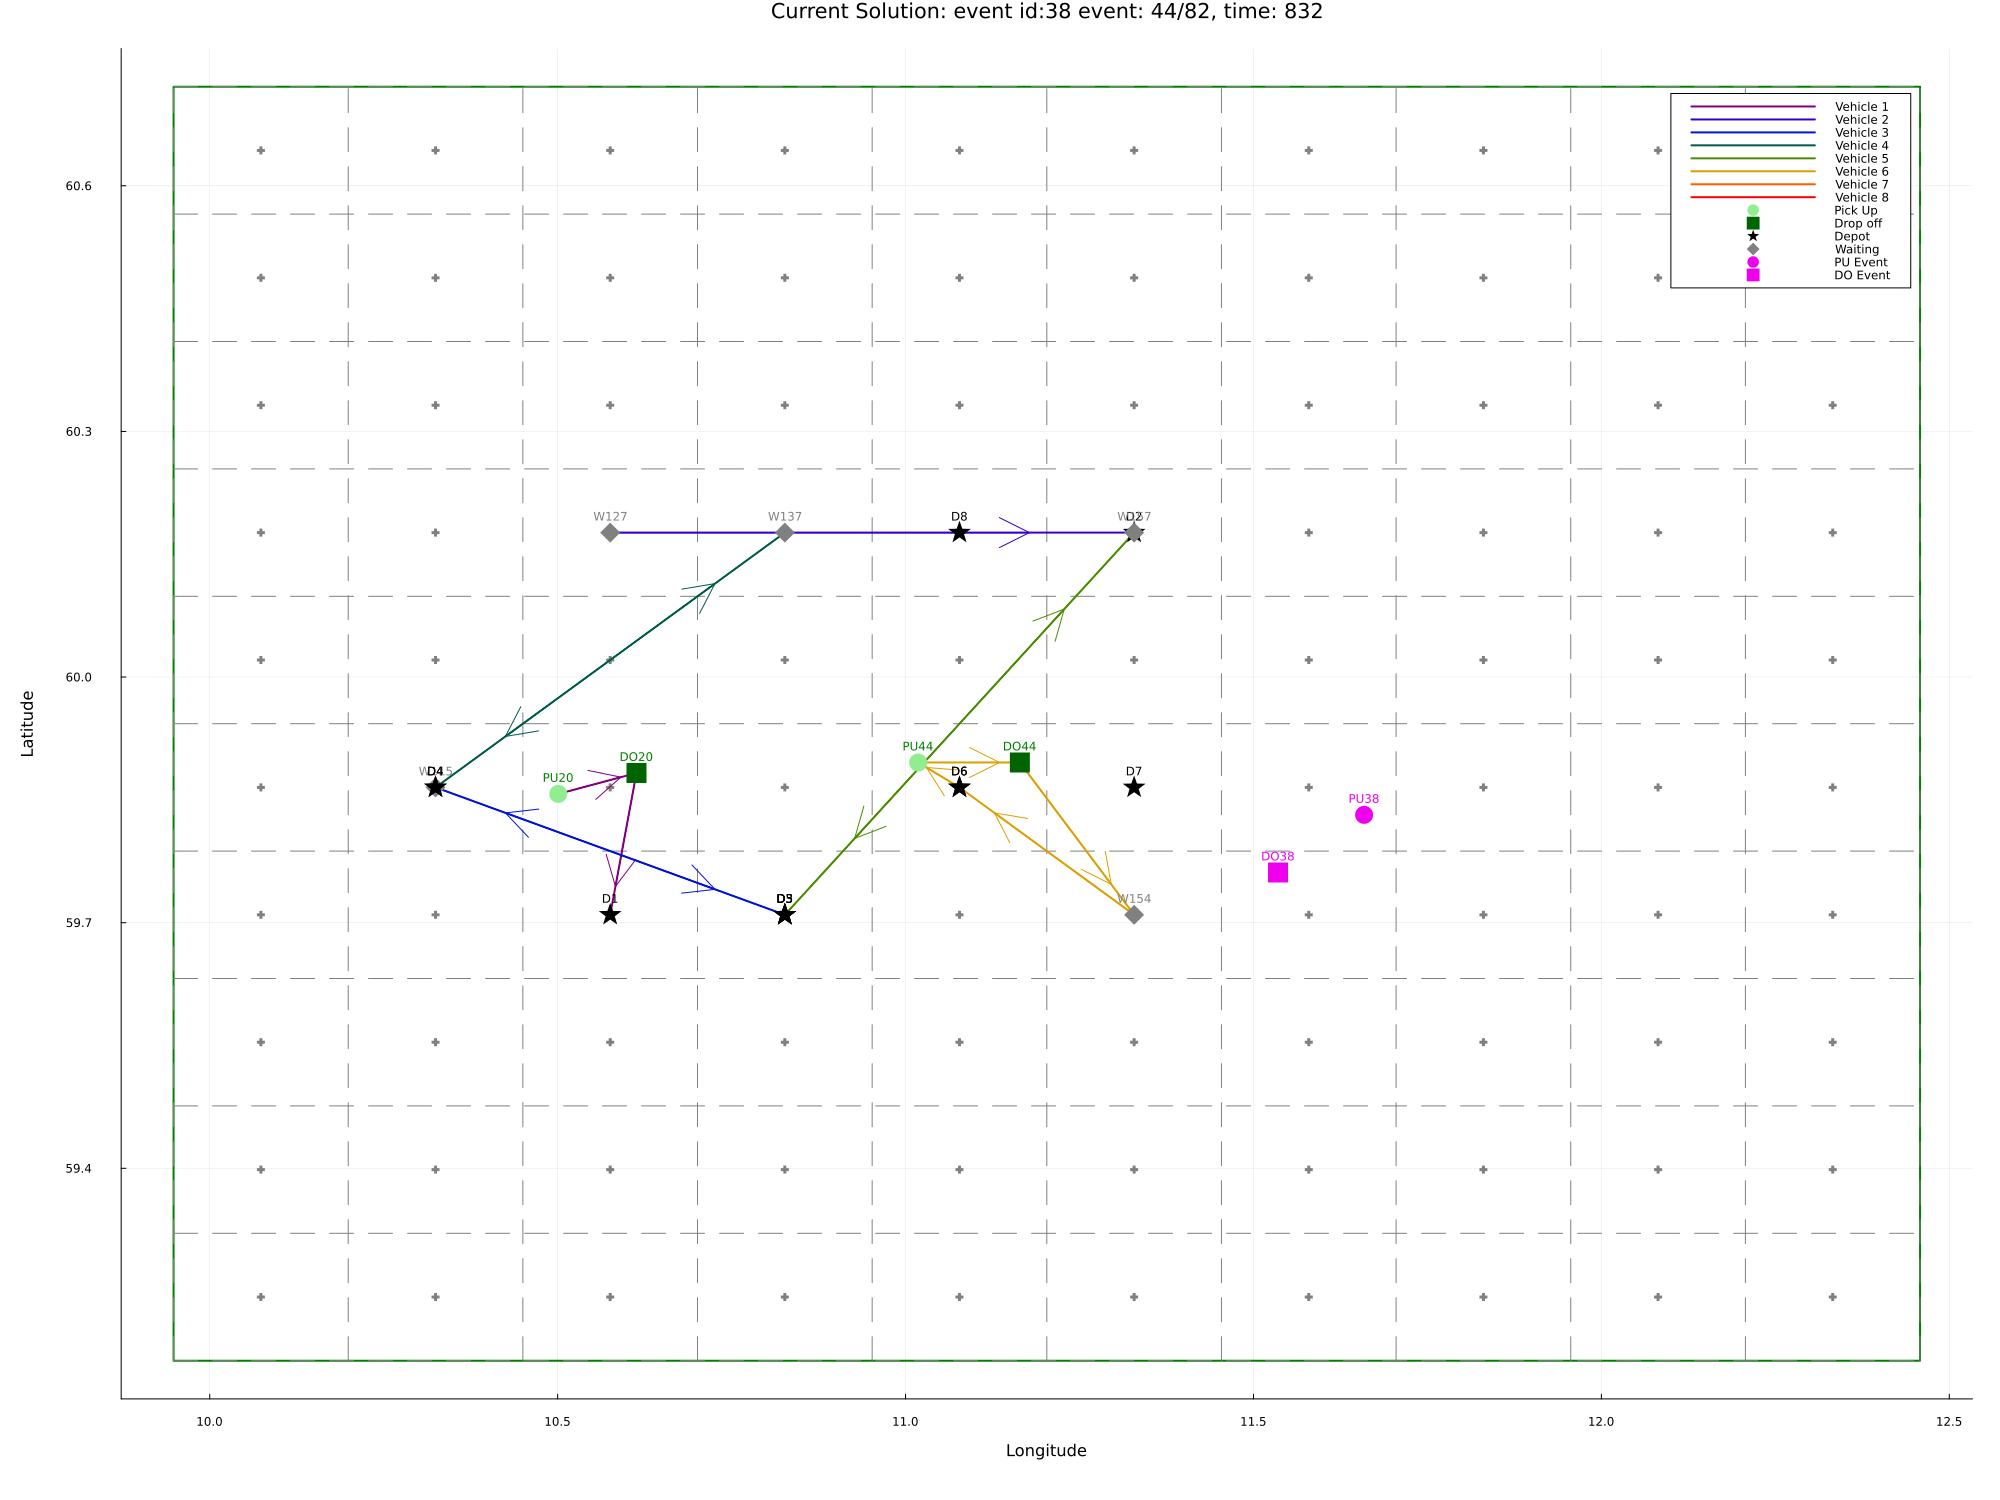 Current Solution: event id:38 event: 44/82, time: 832
Vehicle 1
Vehicle 2
Vehicle 3
Vehicle 4
Vehicle 5
Vehicle 6
Vehicle 7
Vehicle 8
Pick Up
Drop off
Depot
Waiting
PU Event
DO Event
60.6
60.3
60.0
59.7
59.4
Latitude
W127
W137
D8
D2
PU44
DO44
DO20
D4
PU20
D6
D7
PU38
DO38
D1
W154
10.0
10.5
11.0
11.5
12.0
12.5
Longitude